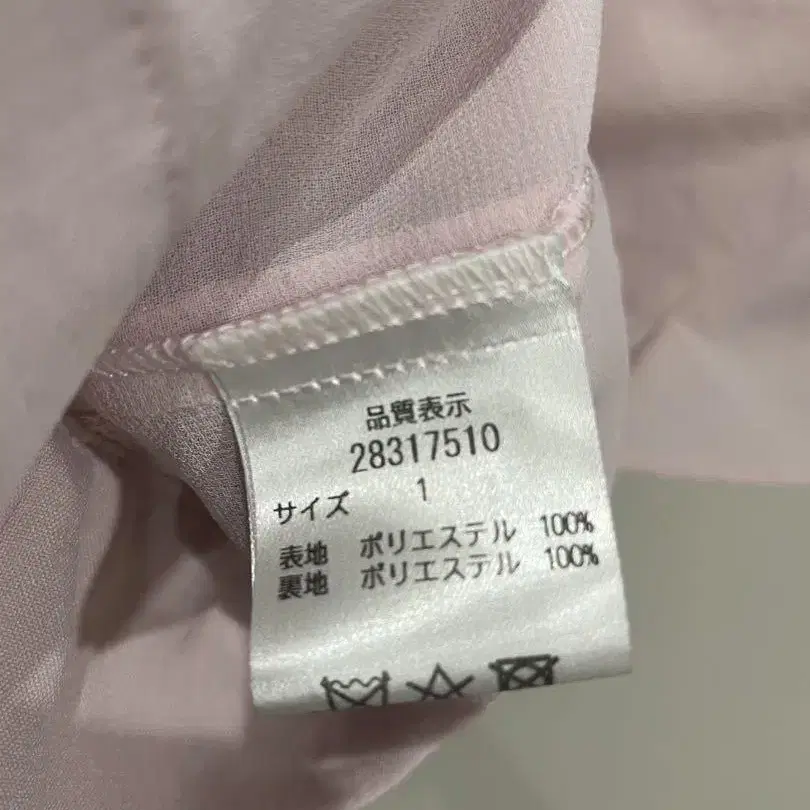 品質表示
28317510
サイズ 1
表地 ポリエステル 100%
裏地 ポリエステル 100%